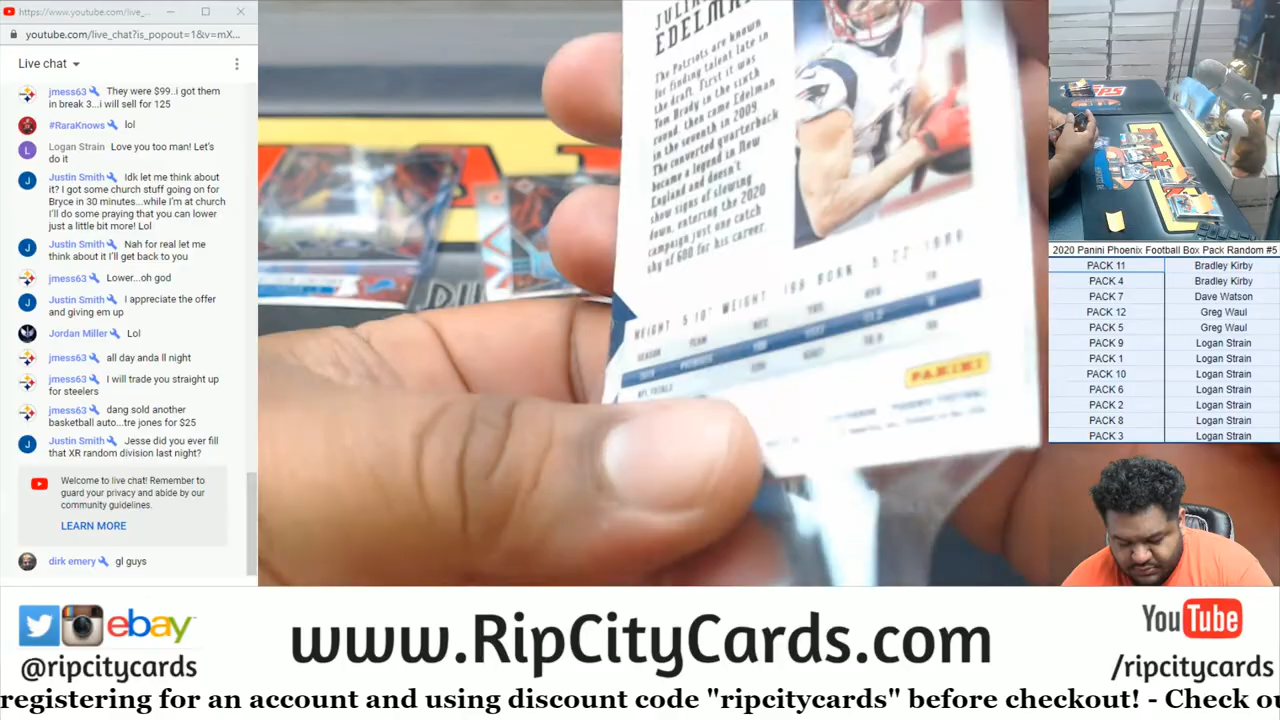 https://www.youtube.com/live_...
youtube.com/live_chat?is_popout=1&v=mX...
Live chat
jmess63 They were $99..i got them
in break 3...i will sell for 125
#RaraKnows lol
Logan Strain Love you too man! Let's
do it
Justin Smith Idk let me think about
it? I got some church stuff going on for
Bryce in 30 minutes...while I'm at
church I'll do some praying that you can lower
just a little bit more! Lol
Justin Smith Nah for real let me
think about it I'll get back to you
jmess63 Lower...oh god
Justin Smith I appreciate the offer
and giving em up
Jordan Miller Lol
jmess63 all day anda ll night
jmess63 I will trade you straight up
for steelers
jmess63 dang sold another
basketball auto...tre jones for $25
Justin Smith Jesse did you ever fill
that XR random division last night?
Welcome to live chat! Remember to
guard your privacy and abide by our
community guidelines.
LEARN MORE
dirk emery gl guys
EDELMAN
The Patriots are known
for finding talent late in
the draft. First it was
Tom Brady in the sixth
round, then came Edelman
in the seventh in 2009.
The converted quarterback
became a legend in New
England and doesn't
show signs of slowing
down, entering the 2020
campaign just one catch
shy of 600 for his career.
HEIGHT 5'10" WEIGHT 198 BORN
SEASON TEAM
PANINI
2020 Panini Phoenix Football Box Pack Random #5
PACK 11 Bradley Kirby
PACK 4 Bradley Kirby
PACK 7 Dave Watson
PACK 12 Greg Waul
PACK 5 Greg Waul
PACK 9 Logan Strain
PACK 1 Logan Strain
PACK 10 Logan Strain
PACK 6 Logan Strain
PACK 2 Logan Strain
PACK 8 Logan Strain
PACK 3 Logan Strain
ebay
@ripcitycards
www.RipCityCards.com
YouTube
/ripcitycards
registering for an account and using discount code "ripcitycards" before checkout! - Check ou